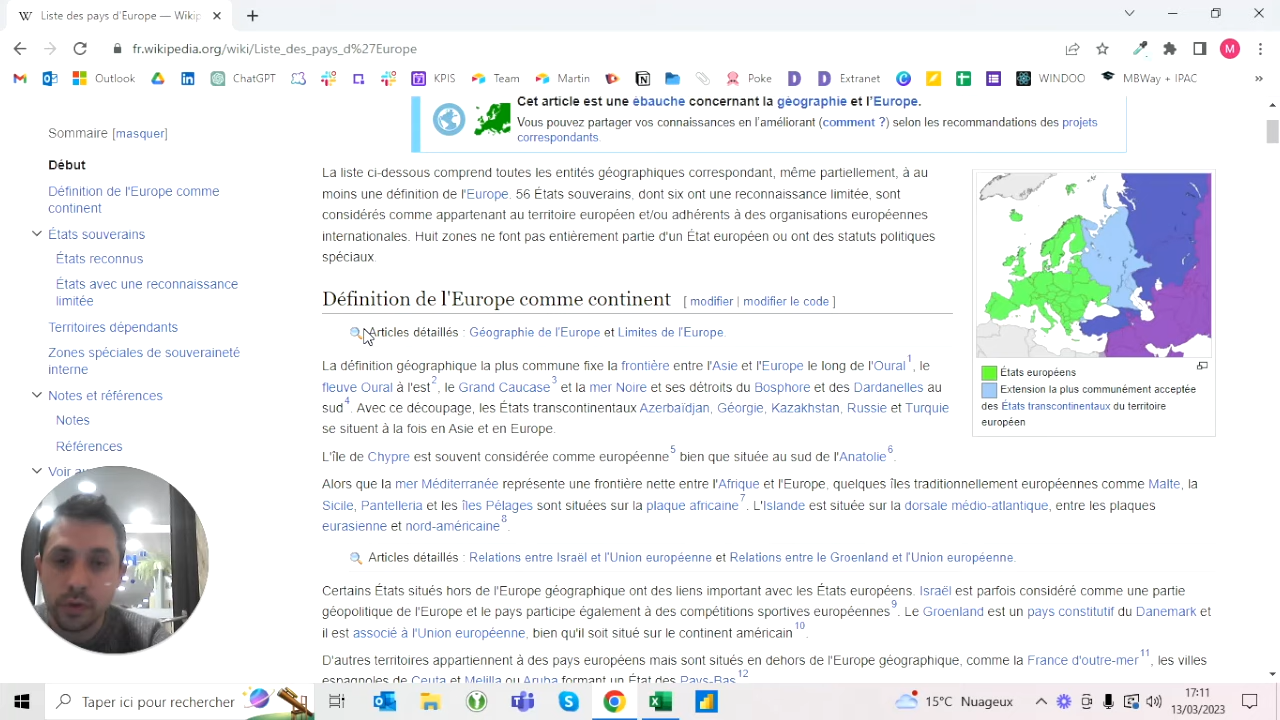 Liste des pays d'Europe — Wikip
fr.wikipedia.org/wiki/Liste_des_pays_d%27Europe
M
Outlook
ChatGPT
KPIS
Team
Martin
Poke
Extranet
WINDOO
MBWay + IPAC
»
Sommaire [masquer]
Début
Définition de l'Europe comme
continent
États souverains
États reconnus
États avec une reconnaissance
limitée
Territoires dépendants
Zones spéciales de souveraineté
interne
Notes et références
Notes
Références
Voir au
Cet article est une ébauche concernant la géographie et l'Europe.
Vous pouvez partager vos connaissances en l'améliorant (comment ?) selon les recommandations des projets
correspondants.
La liste ci-dessous comprend toutes les entités géographiques correspondant, même partiellement, à au
moins une définition de l'Europe. 56 États souverains, dont six ont une reconnaissance limitée, sont
considérés comme appartenant au territoire européen et/ou adhérents à des organisations européennes
internationales. Huit zones ne font pas entièrement partie d'un État européen ou ont des statuts politiques
spéciaux.
Définition de l'Europe comme continent [ modifier | modifier le code ]
Articles détaillés : Géographie de l'Europe et Limites de l'Europe.
La définition géographique la plus commune fixe la frontière entre l'Asie et l'Europe le long de l'Oural1, le
fleuve Oural à l'est2, le Grand Caucase3 et la mer Noire et ses détroits du Bosphore et des Dardanelles au
sud4. Avec ce découpage, les États transcontinentaux Azerbaïdjan, Géorgie, Kazakhstan, Russie et Turquie
se situent à la fois en Asie et en Europe.
L'île de Chypre est souvent considérée comme européenne5 bien que située au sud de l'Anatolie6.
Alors que la mer Méditerranée représente une frontière nette entre l'Afrique et l'Europe, quelques îles traditionnellement européennes comme Malte, la
Sicile, Pantelleria et les îles Pélages sont situées sur la plaque africaine7. L'Islande est située sur la dorsale médio-atlantique, entre les plaques
eurasienne et nord-américaine8.
Articles détaillés : Relations entre Israël et l'Union européenne et Relations entre le Groenland et l'Union européenne.
Certains États situés hors de l'Europe géographique ont des liens important avec les États européens. Israël est parfois considéré comme une partie
géopolitique de l'Europe et le pays participe également à des compétitions sportives européennes9. Le Groenland est un pays constitutif du Danemark et
il est associé à l'Union européenne, bien qu'il soit situé sur le continent américain10.
D'autres territoires appartiennent à des pays européens mais sont situés en dehors de l'Europe géographique, comme la France d'outre-mer11, les villes
espagnoles de Ceuta et Melilla ou Aruba formant un État des Pays-Bas12
États européens
Extension la plus communément acceptée
des États transcontinentaux du territoire
européen
Taper ici pour rechercher
15°C Nuageux
17:11
13/03/2023